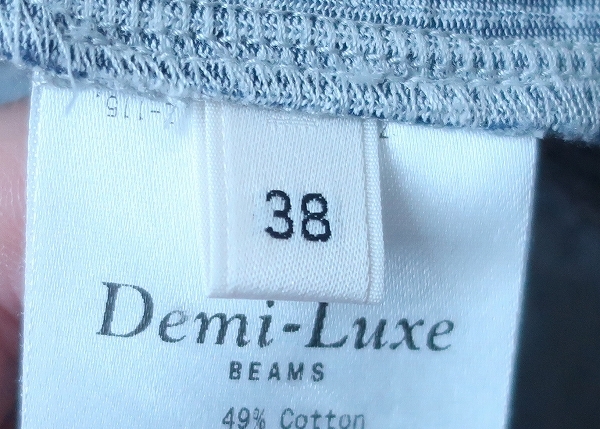 38
Demi-Luxe
BEAMS
49% Cotton